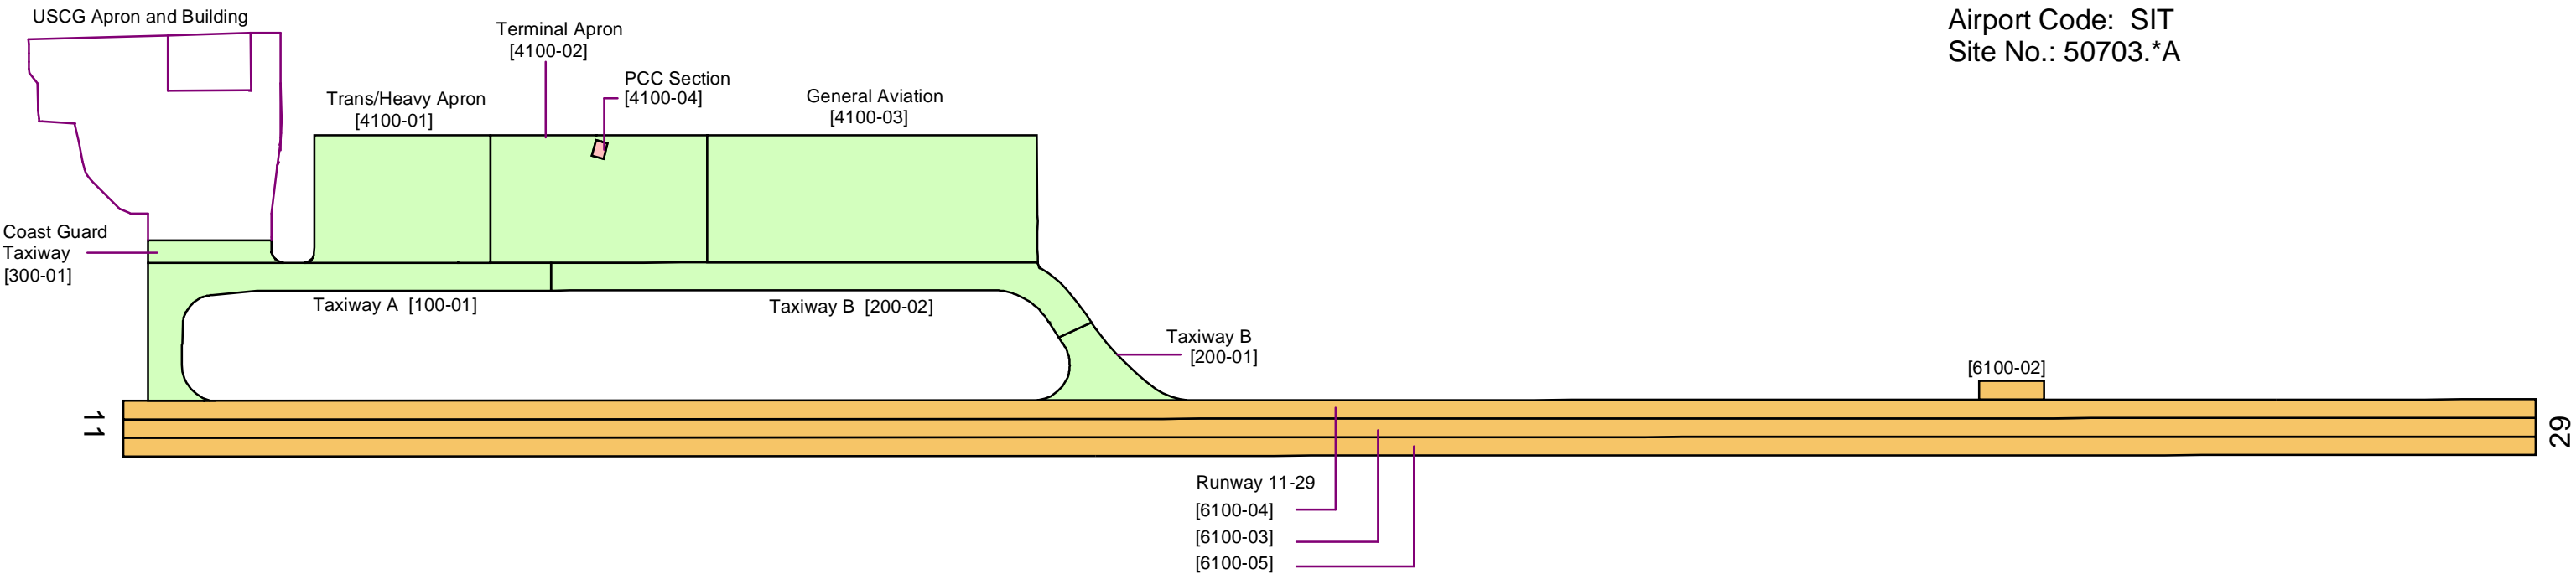 USCG Apron and Building
Airport Code:  SIT
Site No.: 50703.*A
Terminal Apron
[4100-02]
PCC Section
[4100-04]
Trans/Heavy Apron
[4100-01]
General Aviation
[4100-03]
Coast Guard
Taxiway
[300-01]
Taxiway A  [100-01]
Taxiway B  [200-02]
Taxiway B
[200-01]
[6100-02]
11
29
Runway 11-29
[6100-04]
[6100-03]
[6100-05]